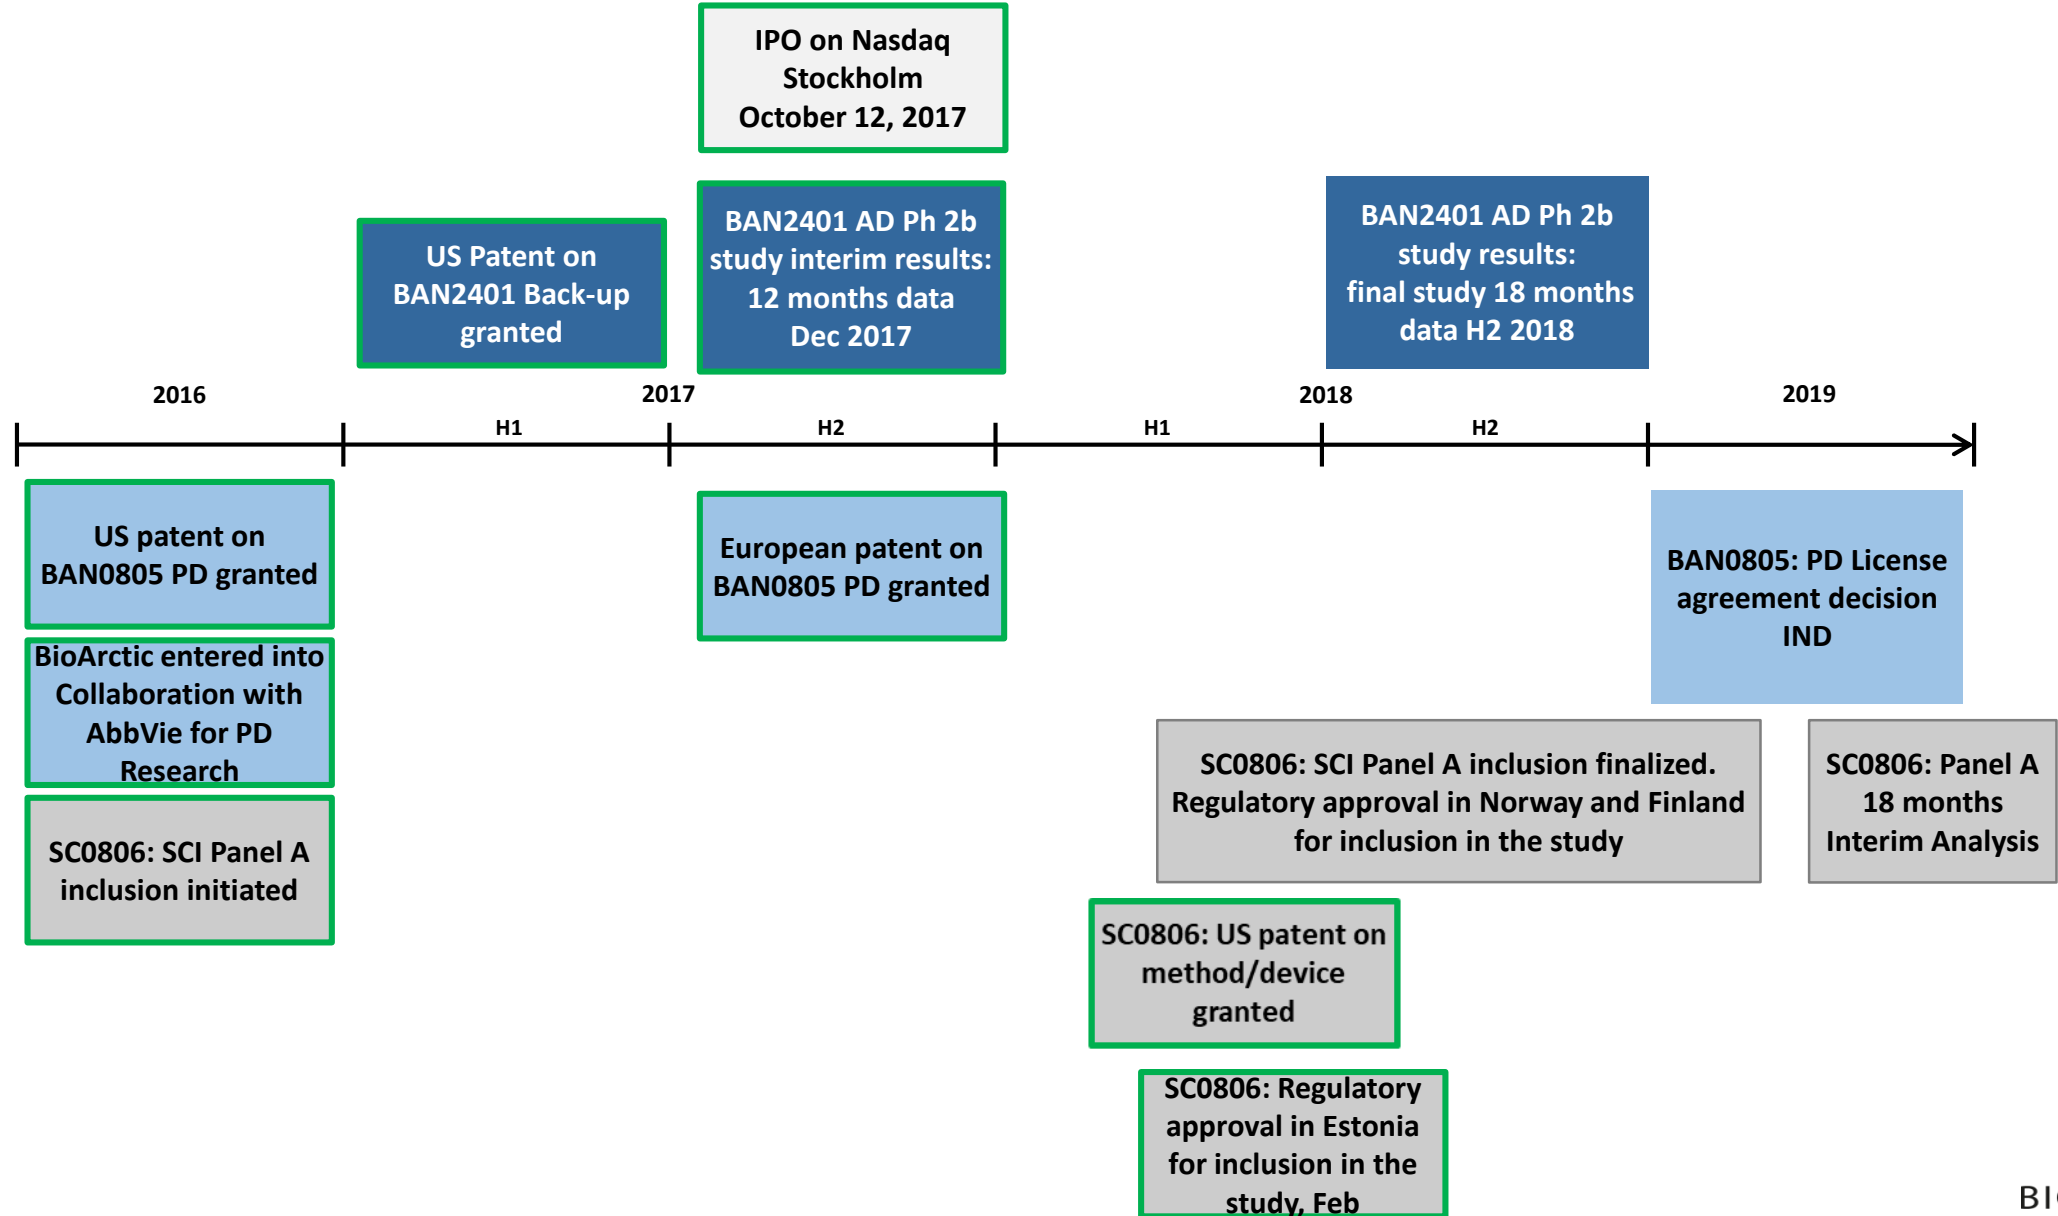 IPO on Nasdaq
Stockholm
October 12, 2017
US Patent on
BAN2401 Back-up
granted
BAN2401 AD Ph 2b
study interim results:
12 months data
Dec 2017
BAN2401 AD Ph 2b
study results:
final study 18 months
data H2 2018
2016
2017
2018
2019
H1
H2
H1
H2
US patent on
BAN0805 PD granted
European patent on
BAN0805 PD granted
BAN0805: PD License
agreement decision
IND
BioArctic entered into
Collaboration with
AbbVie for PD
Research
SC0806: SCI Panel A
inclusion initiated
SC0806: SCI Panel A inclusion finalized.
Regulatory approval in Norway and Finland
for inclusion in the study
SC0806: Panel A
18 months
Interim Analysis
SC0806: US patent on
method/device
granted
SC0806: Regulatory
approval in Estonia
for inclusion in the
study, Feb